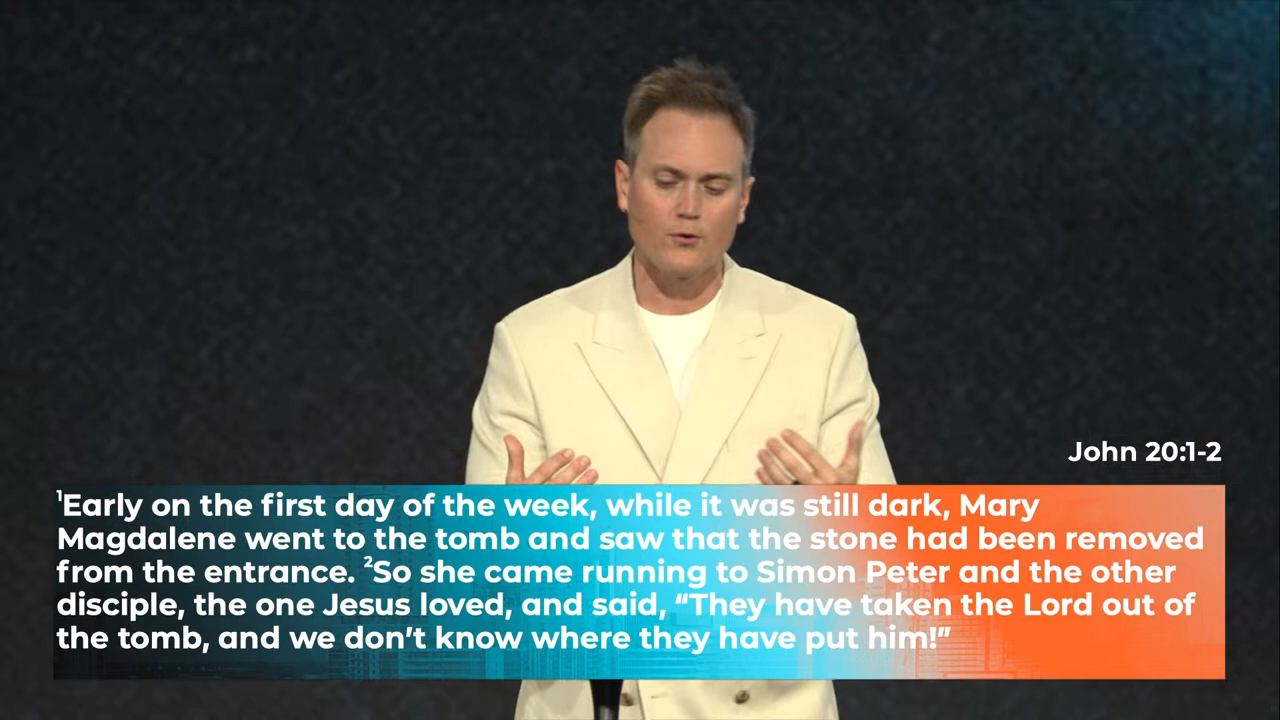 John 20:1-2
¹Early on the first day of the week, while it was still dark, Mary
Magdalene went to the tomb and saw that the stone had been removed
from the entrance. ²So she came running to Simon Peter and the other
disciple, the one Jesus loved, and said, “They have taken the Lord out of
the tomb, and we don’t know where they have put him!”